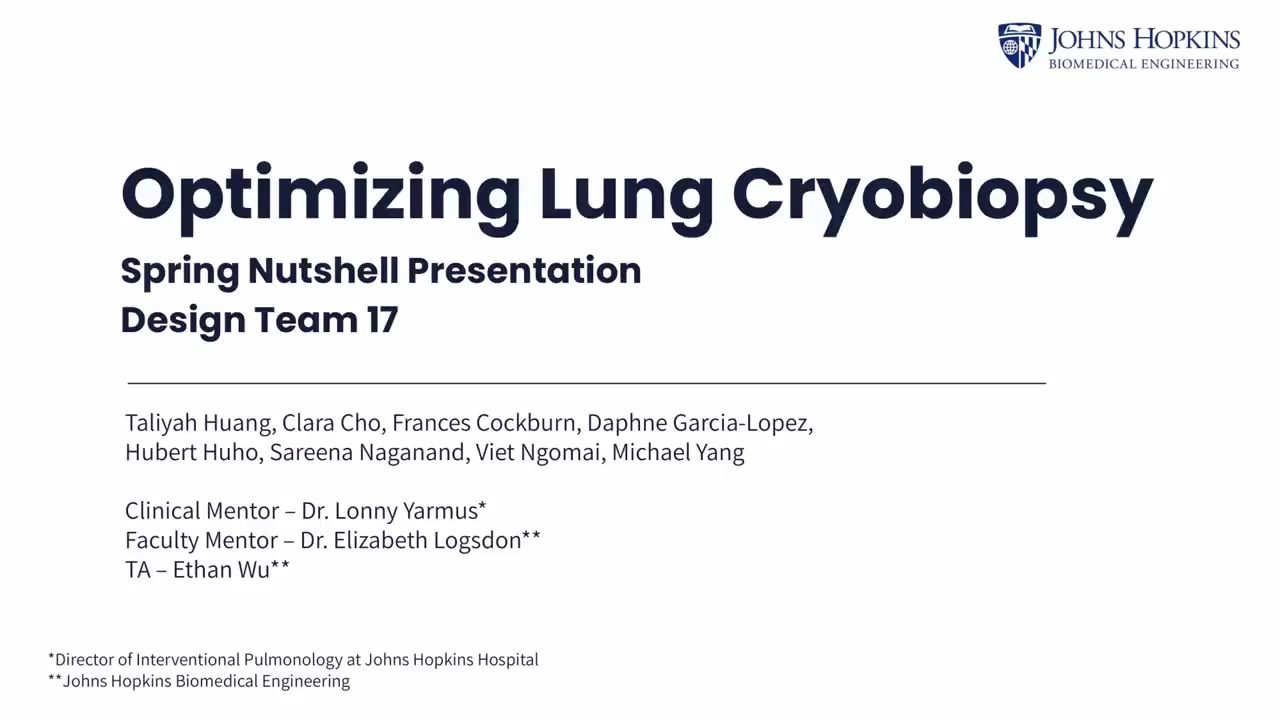 JOHNS HOPKINS
BIOMEDICAL ENGINEERING
Optimizing Lung Cryobiopsy
Spring Nutshell Presentation
Design Team 17
Taliyah Huang, Clara Cho, Frances Cockburn, Daphne Garcia-Lopez,
Hubert Huho, Sareena Naganand, Viet Ngomai, Michael Yang
Clinical Mentor – Dr. Lonny Yarmus*
Faculty Mentor – Dr. Elizabeth Logsdon**
TA – Ethan Wu**
*Director of Interventional Pulmonology at Johns Hopkins Hospital
**Johns Hopkins Biomedical Engineering